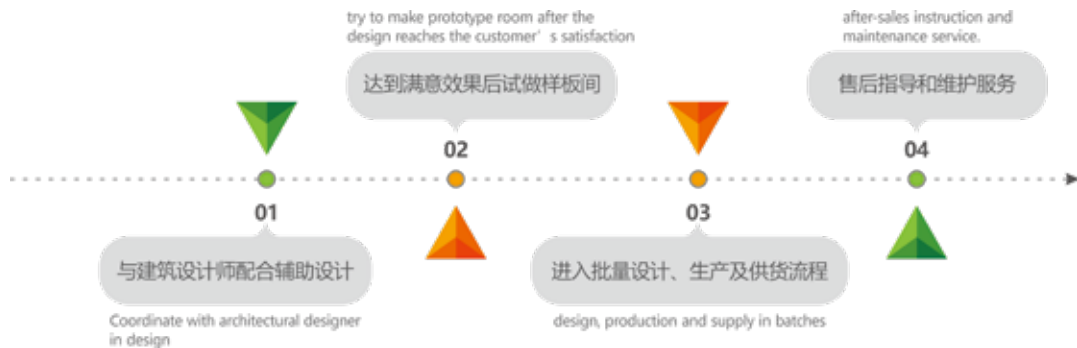 01
与建筑设计师配合辅助设计
Coordinate with architectural designer
in design
try to make prototype room after the
design reaches the customer’ s satisfaction
达到满意效果后试做样板间
02
03
进入批量设计、生产及供货流程
design, production and supply in batches
after-sales instruction and
maintenance service.
售后指导和维护服务
04